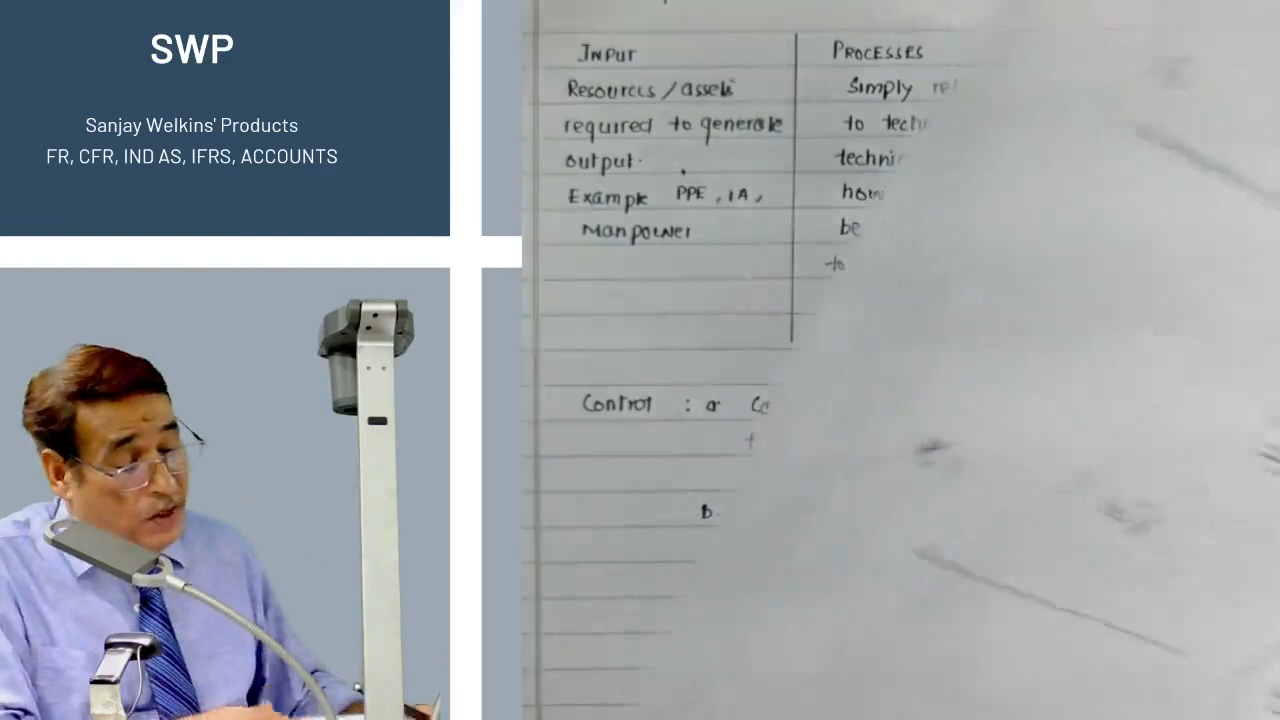 SWP
Sanjay Welkins' Products
FR, CFR, IND AS, IFRS, ACCOUNTS
INPUT
Resources / assets
required to generate
output.
Example PPE, IA,
Manpower
PROCESSES
Simply
to
be
to
Control : a
b.